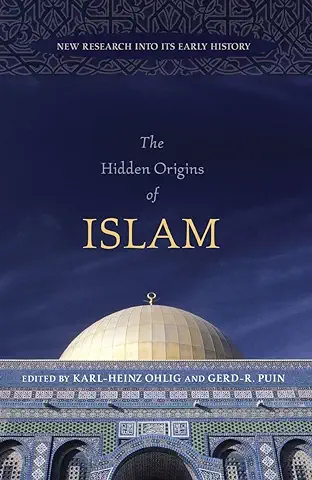 NEW RESEARCH INTO ITS EARLY HISTORY
The
Hidden Origins
of
ISLAM
EDITED BY KARL-HEINZ OHLIG AND GERD-R. PUIN